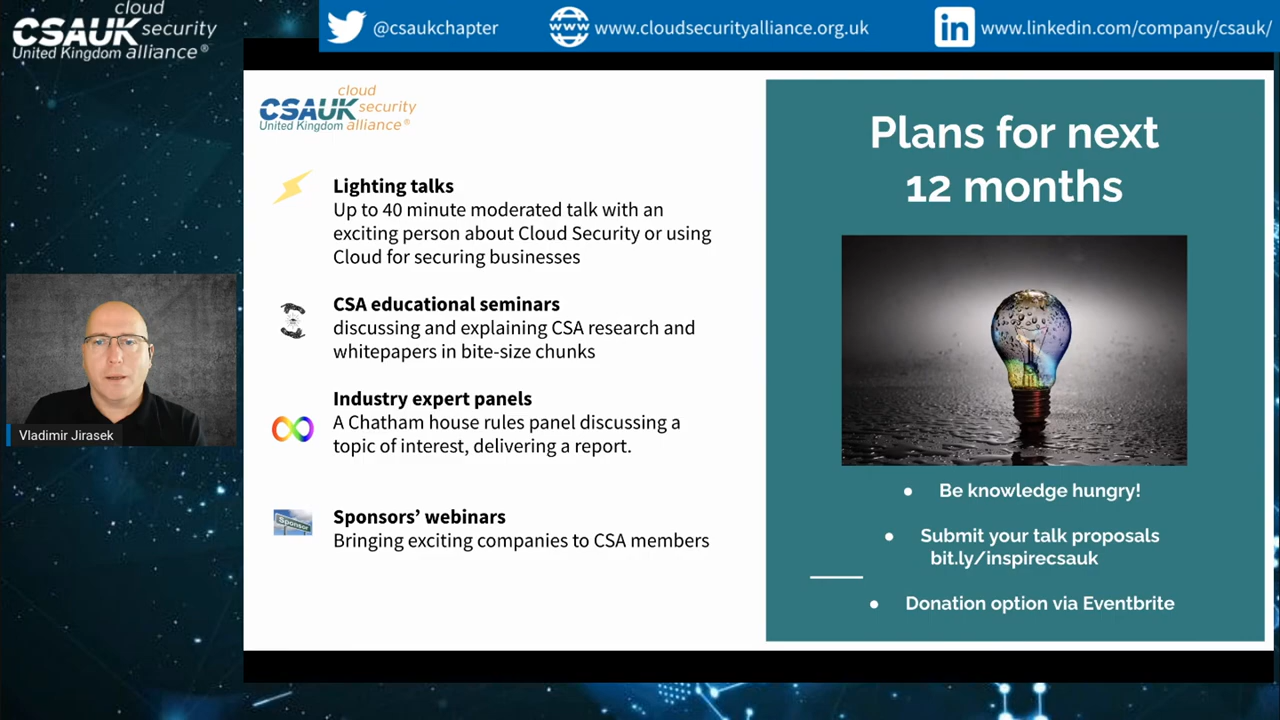 cloud
CSAUK security
United Kingdom alliance®
@csaukchapter
www.cloudsecurityalliance.org.uk
in www.linkedin.com/company/csauk/
cloud
CSAUK security
United Kingdom alliance®
Lighting talks
Up to 40 minute moderated talk with an
exciting person about Cloud Security or using
Cloud for securing businesses
CSA educational seminars
discussing and explaining CSA research and
whitepapers in bite-size chunks
Industry expert panels
A Chatham house rules panel discussing a
topic of interest, delivering a report.
Sponsor
Sponsors’ webinars
Bringing exciting companies to CSA members
Plans for next
12 months
● Be knowledge hungry!
● Submit your talk proposals
bit.ly/inspirecsauk
● Donation option via Eventbrite
Vladimir Jirasek